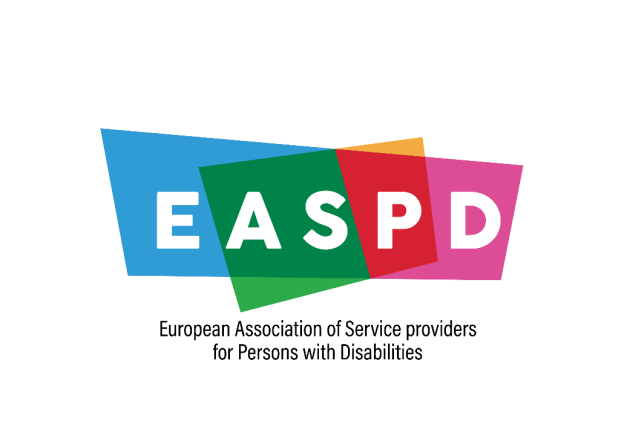 EASPD
European Association of Service providers
for Persons with Disabilities